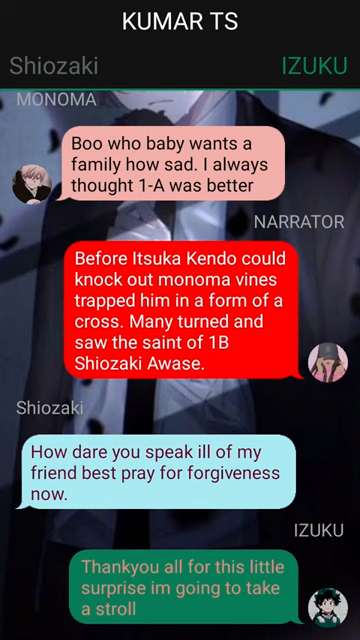 KUMAR TS
Shiozaki
IZUKU
MONOMA
Boo who baby wants a
family how sad. I always
thought 1-A was better
NARRATOR
Before Itsuka Kendo could
knock out monoma vines
trapped him in a form of a
cross. Many turned and
saw the saint of 1B
Shiozaki Awase.
Shiozaki
How dare you speak ill of my
friend best pray for forgiveness
now.
IZUKU
Thankyou all for this little
surprise im going to take
a stroll